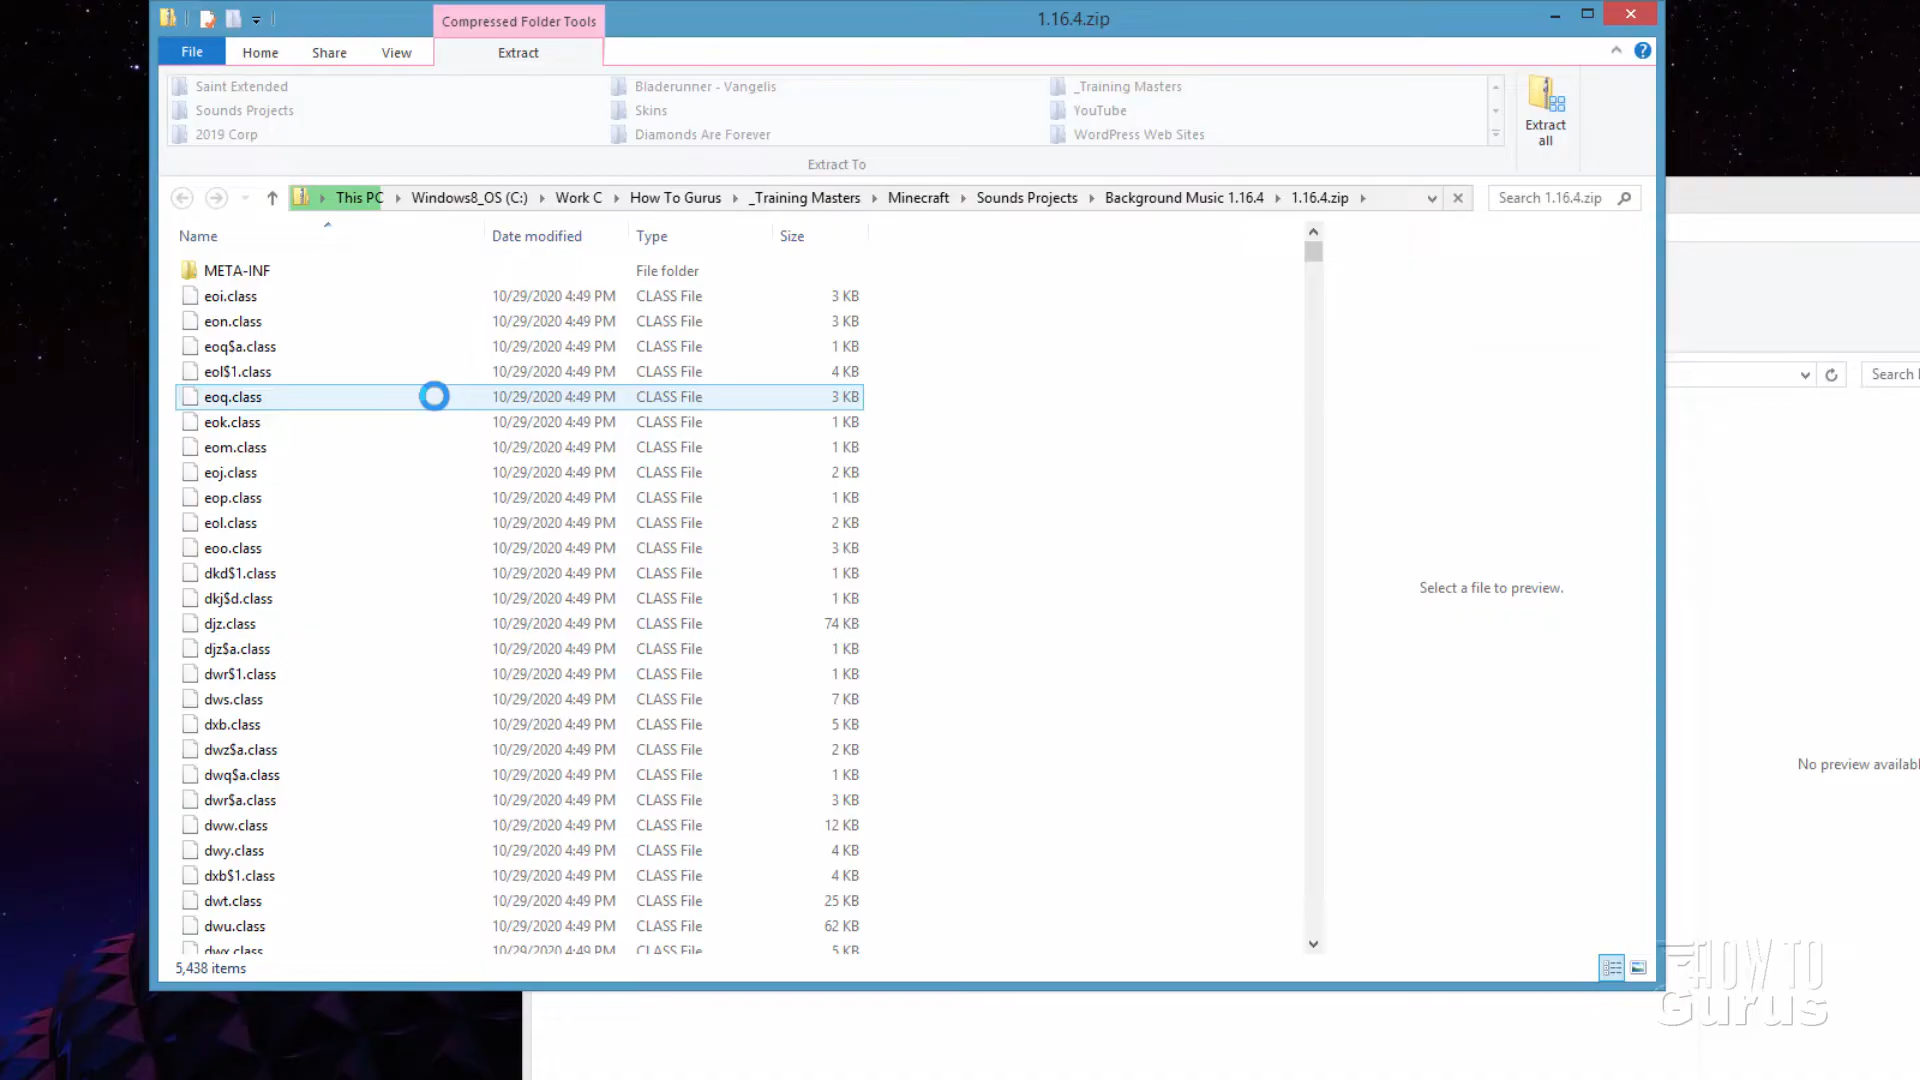 Compressed Folder Tools
1.16.4.zip
File Home Share View Extract
Saint Extended Bladerunner - Vangelis _Training Masters
Sounds Projects Skins YouTube
2019 Corp Diamonds Are Forever WordPress Web Sites
Extract all
Extract To
This PC Windows8_OS (C:) Work C How To Gurus _Training Masters Minecraft Sounds Projects Background Music 1.16.4 1.16.4.zip Search 1.16.4.zip
Name Date modified Type Size
META-INF File folder
eoi.class 10/29/2020 4:49 PM CLASS File 3 KB
eon.class 10/29/2020 4:49 PM CLASS File 3 KB
eoq$a.class 10/29/2020 4:49 PM CLASS File 1 KB
eol$1.class 10/29/2020 4:49 PM CLASS File 4 KB
eoq.class 10/29/2020 4:49 PM CLASS File 3 KB
eok.class 10/29/2020 4:49 PM CLASS File 1 KB
eom.class 10/29/2020 4:49 PM CLASS File 1 KB
eoj.class 10/29/2020 4:49 PM CLASS File 2 KB
eop.class 10/29/2020 4:49 PM CLASS File 1 KB
eol.class 10/29/2020 4:49 PM CLASS File 2 KB
eoo.class 10/29/2020 4:49 PM CLASS File 3 KB
dkd$1.class 10/29/2020 4:49 PM CLASS File 1 KB
dkj$d.class 10/29/2020 4:49 PM CLASS File 1 KB
djz.class 10/29/2020 4:49 PM CLASS File 74 KB
djz$a.class 10/29/2020 4:49 PM CLASS File 1 KB
dwr$1.class 10/29/2020 4:49 PM CLASS File 1 KB
dws.class 10/29/2020 4:49 PM CLASS File 7 KB
dxb.class 10/29/2020 4:49 PM CLASS File 5 KB
dwz$a.class 10/29/2020 4:49 PM CLASS File 2 KB
dwq$a.class 10/29/2020 4:49 PM CLASS File 1 KB
dwr$a.class 10/29/2020 4:49 PM CLASS File 3 KB
dww.class 10/29/2020 4:49 PM CLASS File 12 KB
dwy.class 10/29/2020 4:49 PM CLASS File 4 KB
dxb$1.class 10/29/2020 4:49 PM CLASS File 4 KB
dwt.class 10/29/2020 4:49 PM CLASS File 25 KB
dwu.class 10/29/2020 4:49 PM CLASS File 62 KB
dwx.class 10/29/2020 4:49 PM CLASS File 5 KB
5,438 items
Select a file to preview.
Search
No preview availabl
HOW TO
Gurus